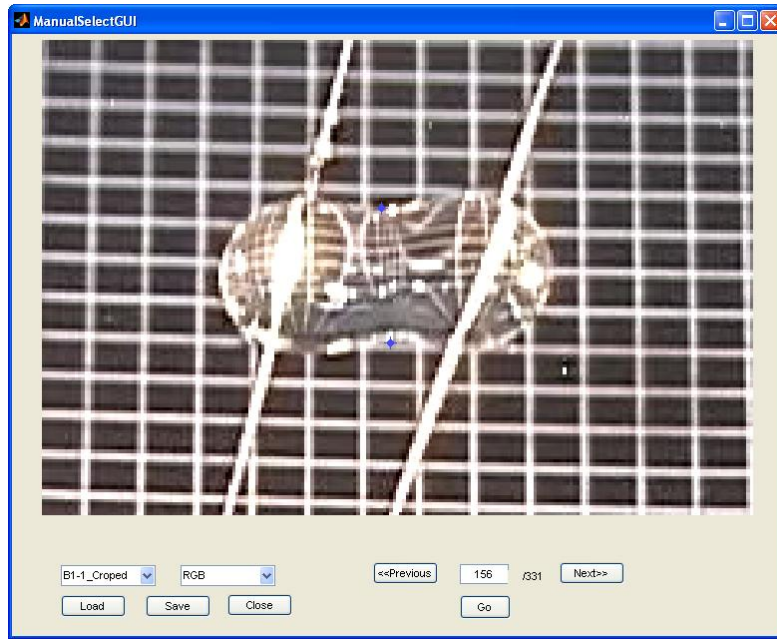 ManualSelectGUI
B1-1_Croped RGB <<Previous 156 /331 Next>>
Load Save Close Go